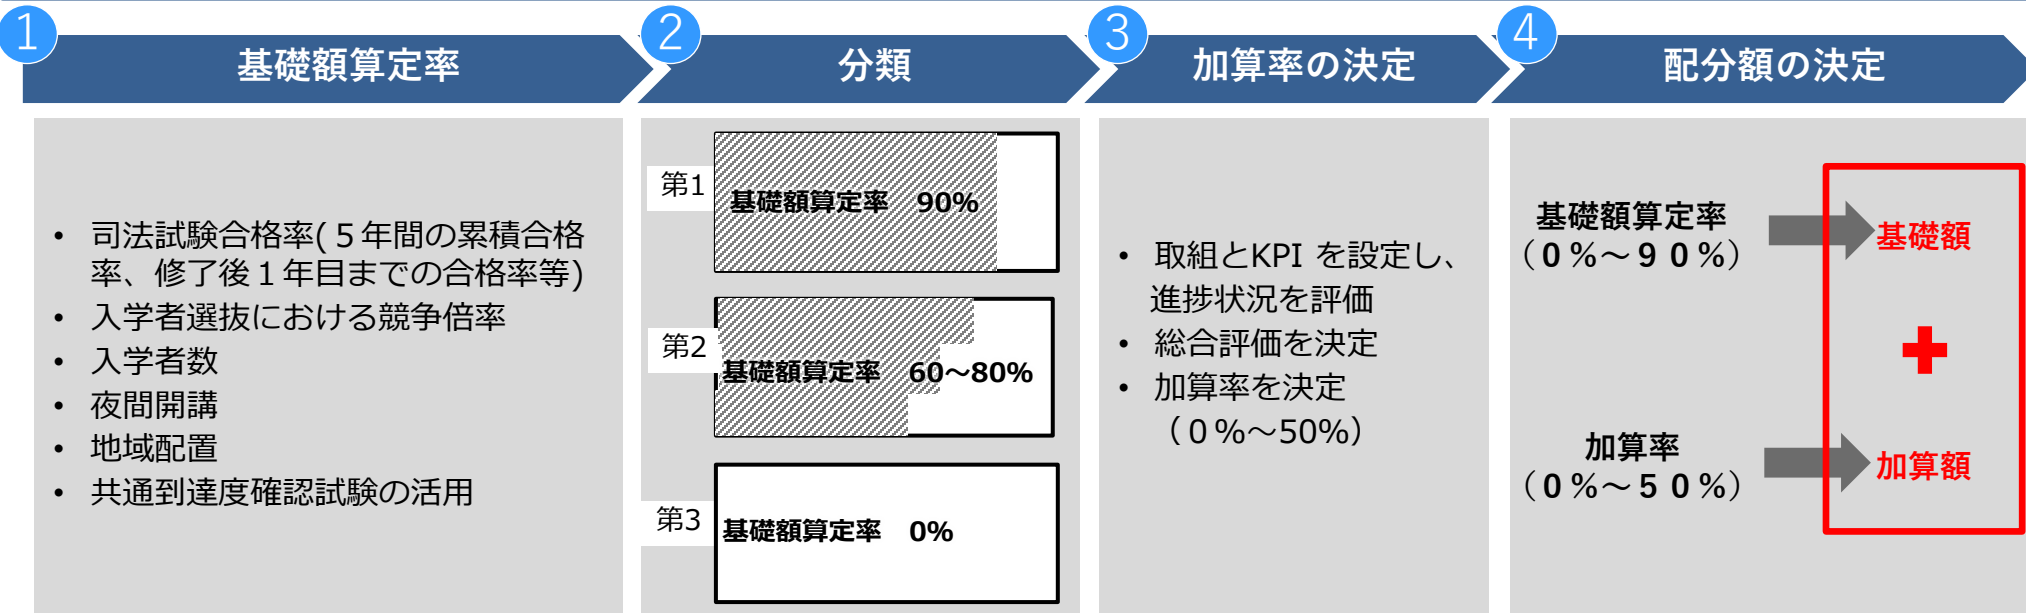 1
基礎額算定率
• 司法試験合格率(５年間の累積合格
率、修了後１年目までの合格率等)
• 入学者選抜における競争倍率
• 入学者数
• 夜間開講
• 地域配置
• 共通到達度確認試験の活用
2
分類
第1
基礎額算定率 90%
第2
基礎額算定率 60～80%
第3
基礎額算定率 0%
3
加算率の決定
• 取組とKPI を設定し、
進捗状況を評価
• 総合評価を決定
• 加算率を決定
（０%～50%）
4
配分額の決定
基礎額算定率
（０%～９０%）
基礎額
加算率
（０%～５０%）
加算額